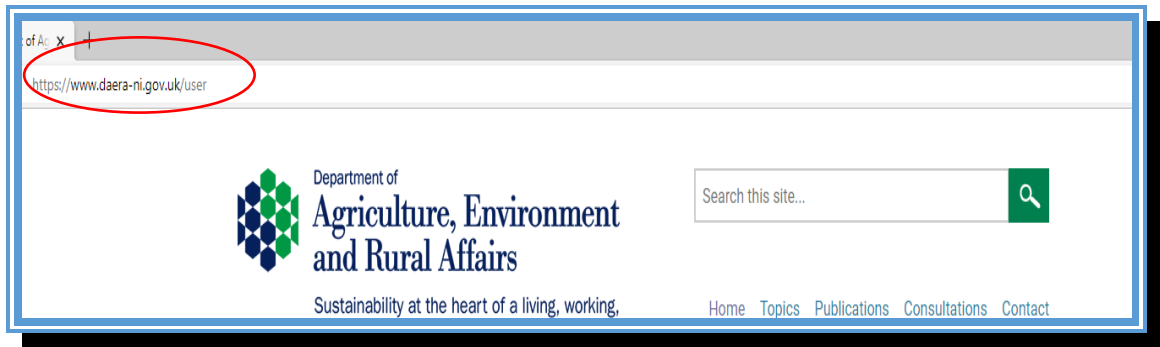 of Ag
https://www.daera-ni.gov.uk/user
Department of
Agriculture, Environment
and Rural Affairs
Sustainability at the heart of a living, working,
Search this site...
Home Topics Publications Consultations Contact